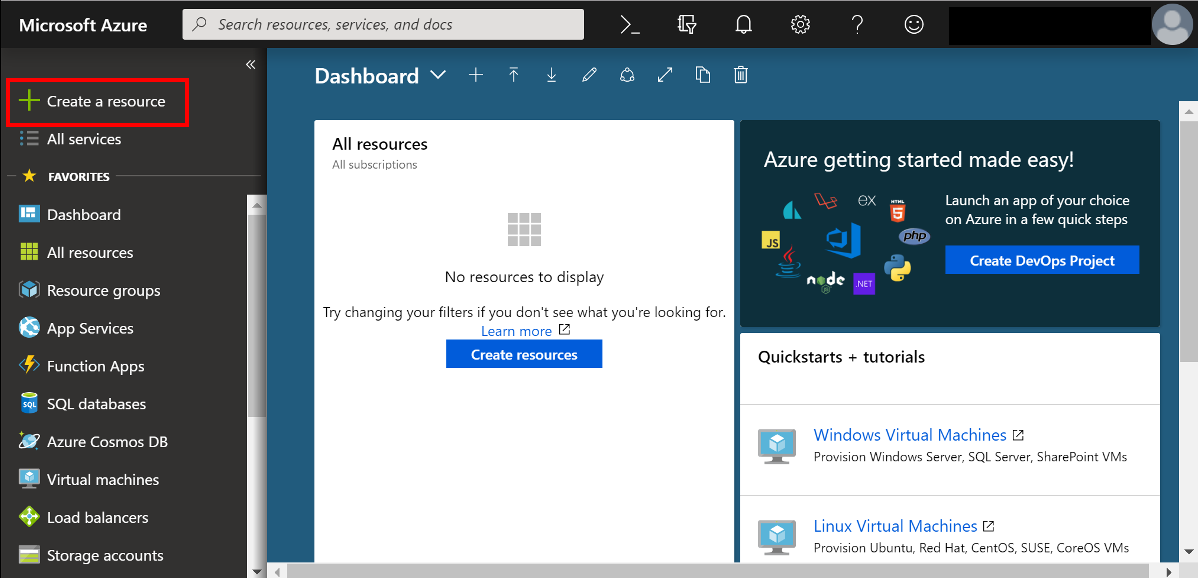 Microsoft Azure
Search resources, services, and docs
Create a resource
All services
FAVORITES
Dashboard
All resources
Resource groups
App Services
Function Apps
SQL
SQL databases
Azure Cosmos DB
Virtual machines
Load balancers
Storage accounts
Dashboard
All resources
All subscriptions
No resources to display
Try changing your filters if you don't see what you're looking for.
Learn more
Create resources
Azure getting started made easy!
Launch an app of your choice
on Azure in a few quick steps
Create DevOps Project
ex
HTML
5
JS
php
node
JS
.NET
Quickstarts + tutorials
Windows Virtual Machines
Provision Windows Server, SQL Server, SharePoint VMs
Linux Virtual Machines
Provision Ubuntu, Red Hat, CentOS, SUSE, CoreOS VMs